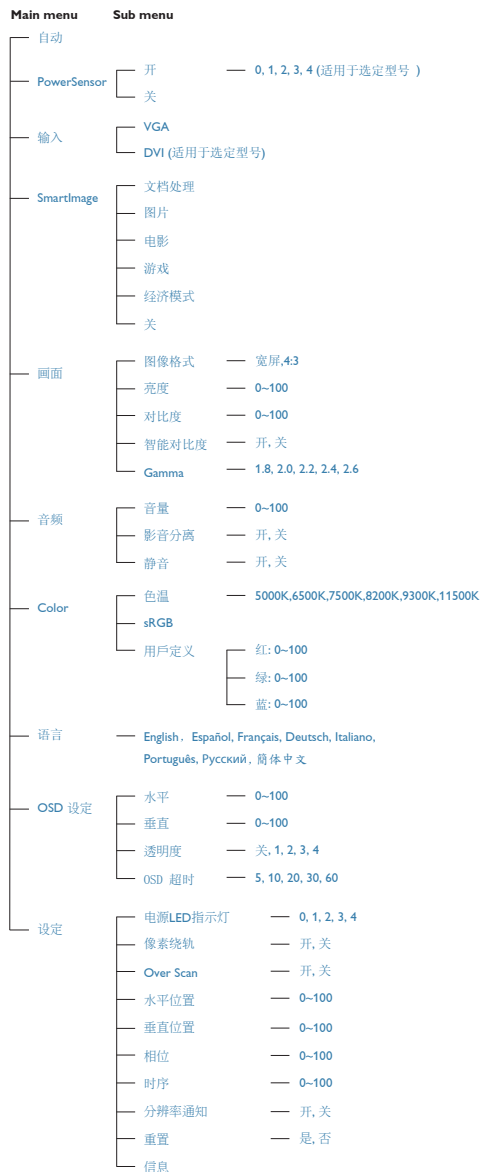 Main menu Sub menu
自动
PowerSensor 开 0, 1, 2, 3, 4 (适用于选定型号 )
关
输入 VGA
DVI (适用于选定型号)
SmartImage 文档处理
图片
电影
游戏
经济模式
关
画面 图像格式 宽屏,4:3
亮度 0~100
对比度 0~100
智能对比度 开, 关
Gamma 1.8, 2.0, 2.2, 2.4, 2.6
音频 音量 0~100
影音分离 开, 关
静音 开, 关
Color 色温 5000K,6500K,7500K,8200K,9300K,11500K
sRGB
用戶定义 红: 0~100
绿: 0~100
蓝: 0~100
语言 English, Español, Français, Deutsch, Italiano,
Português, Русский, 简体中文
OSD 设定 水平 0~100
垂直 0~100
透明度 关, 1, 2, 3, 4
OSD 超时 5, 10, 20, 30, 60
设定 电源LED指示灯 0, 1, 2, 3, 4
像素绕轨 开, 关
Over Scan 开, 关
水平位置 0~100
垂直位置 0~100
相位 0~100
时序 0~100
分辨率通知 开, 关
重置 是, 否
信息